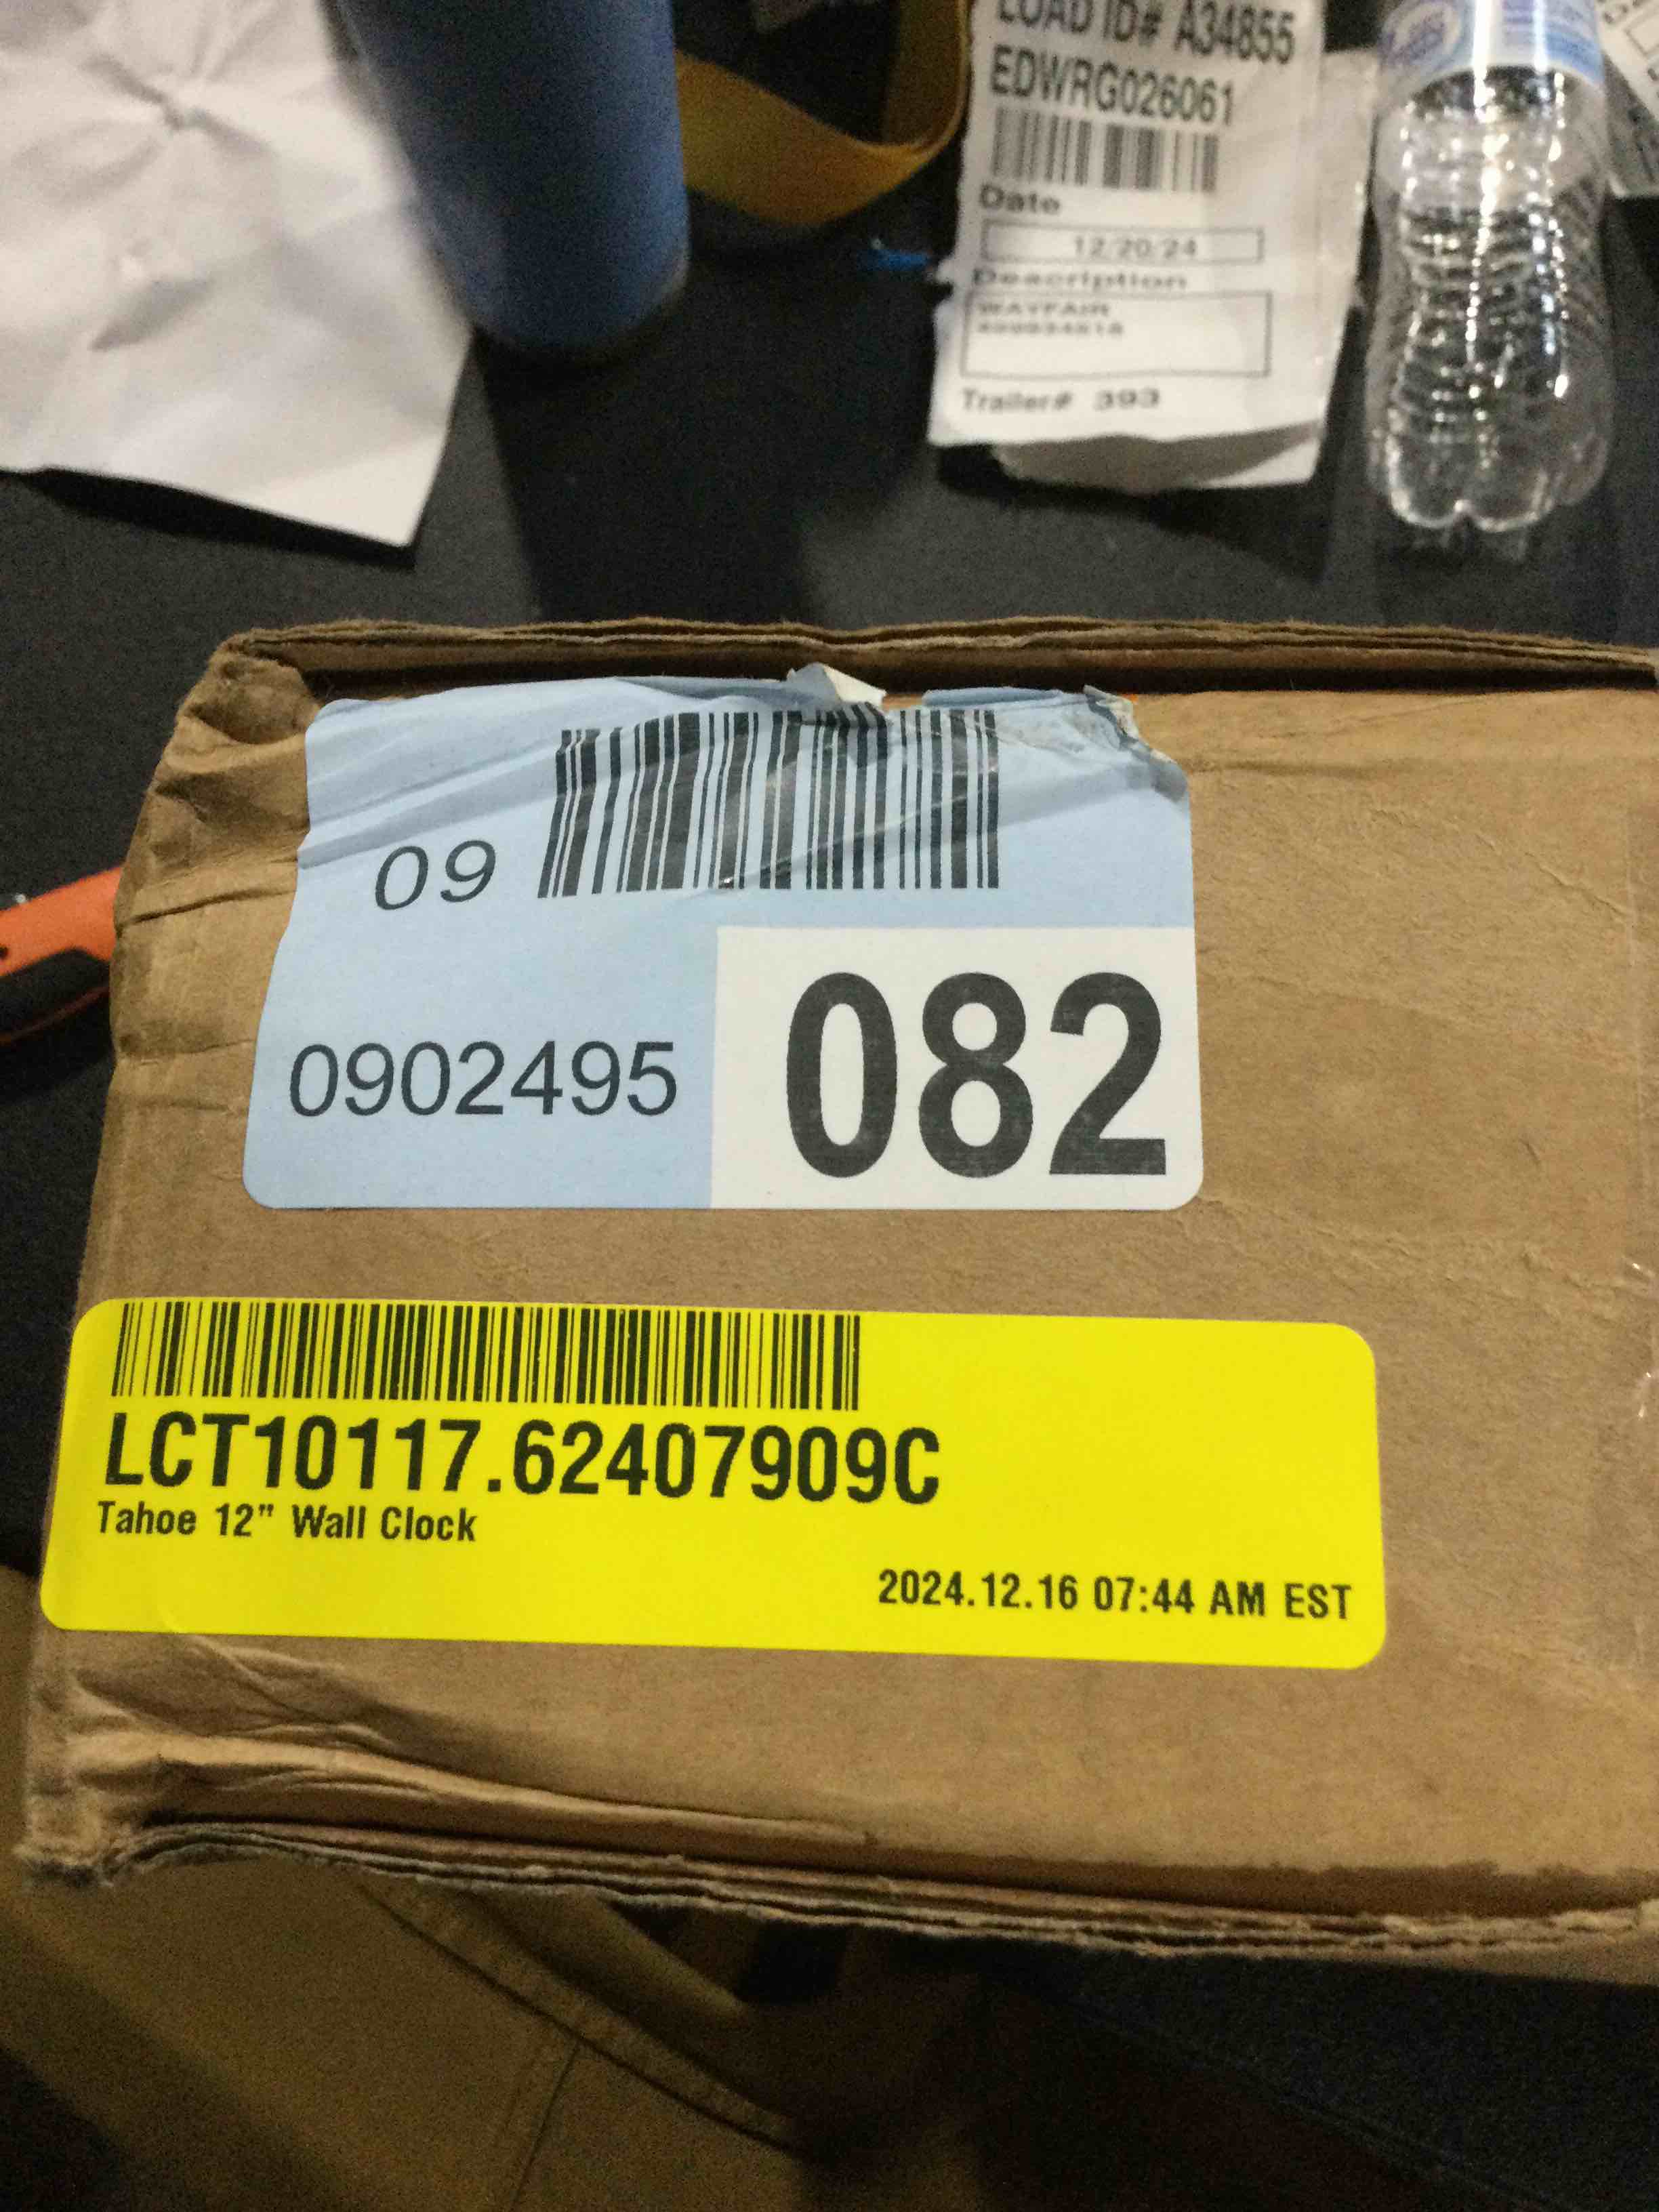 LOAD ID# A34855
EDWRG026061
Date
12/20/24
Description
WAYFAIR
Trailer# 393
09
0902495
082
LCT10117.62407909C
Tahoe 12" Wall Clock
2024.12.16 07:44 AM EST